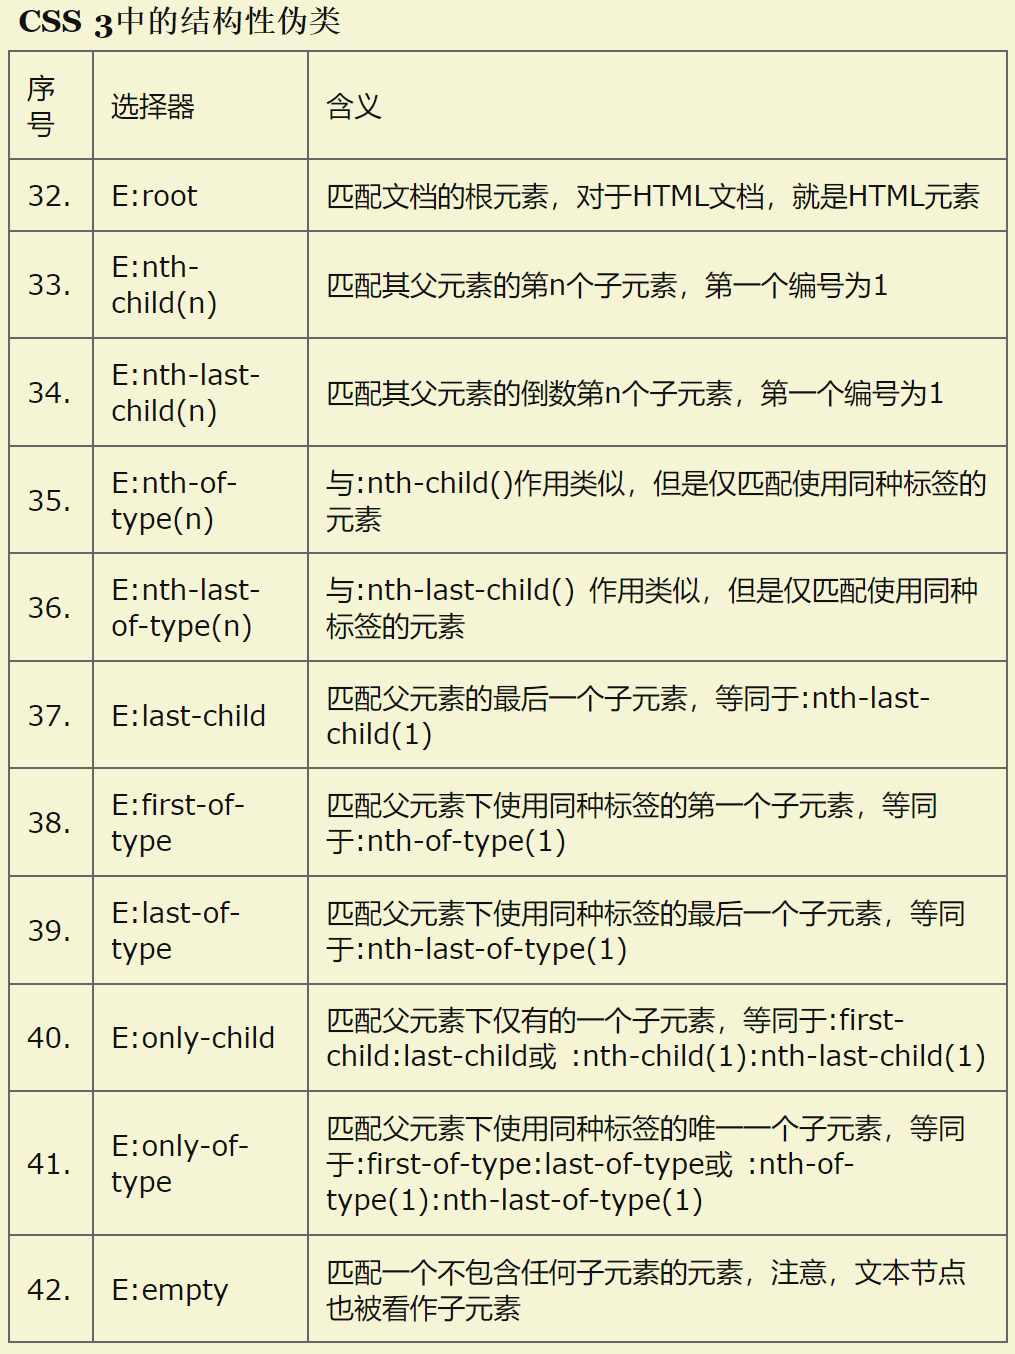 CSS 3中的结构性伪类
序
号
选择器
含义
32.
E:root
匹配文档的根元素，对于HTML文档，就是HTML元素
33.
E:nth-
child(n)
匹配其父元素的第n个子元素，第一个编号为1
34.
E:nth-last-
child(n)
匹配其父元素的倒数第n个子元素，第一个编号为1
35.
E:nth-of-
type(n)
与:nth-child()作用类似，但是仅匹配使用同种标签的
元素
36.
E:nth-last-
of-type(n)
与:nth-last-child() 作用类似，但是仅匹配使用同种
标签的元素
37.
E:last-child
匹配父元素的最后一个子元素，等同于:nth-last-
child(1)
38.
E:first-of-
type
匹配父元素下使用同种标签的第一个子元素，等同
于:nth-of-type(1)
39.
E:last-of-
type
匹配父元素下使用同种标签的最后一个子元素，等同
于:nth-last-of-type(1)
40.
E:only-child
匹配父元素下仅有的一个子元素，等同于:first-
child:last-child或 :nth-child(1):nth-last-child(1)
41.
E:only-of-
type
匹配父元素下使用同种标签的唯一一个子元素，等同
于:first-of-type:last-of-type或 :nth-of-
type(1):nth-last-of-type(1)
42.
E:empty
匹配一个不包含任何子元素的元素，注意，文本节点
也被看作子元素